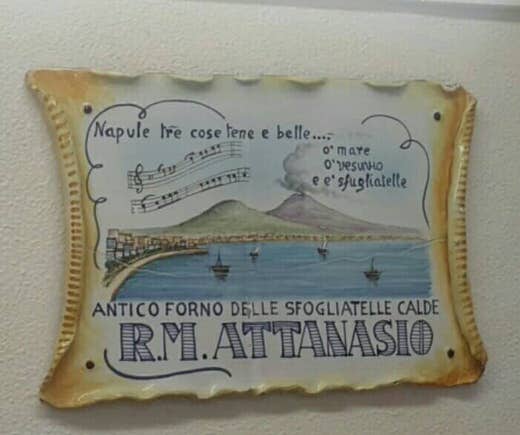 Napule tre cose tene e belle....
o' mare
o' vesuvio
e e' sfugliatelle
ANTICO FORNO DELLE SFOGLIATELLE CALDE
R.M. ATTANASIO